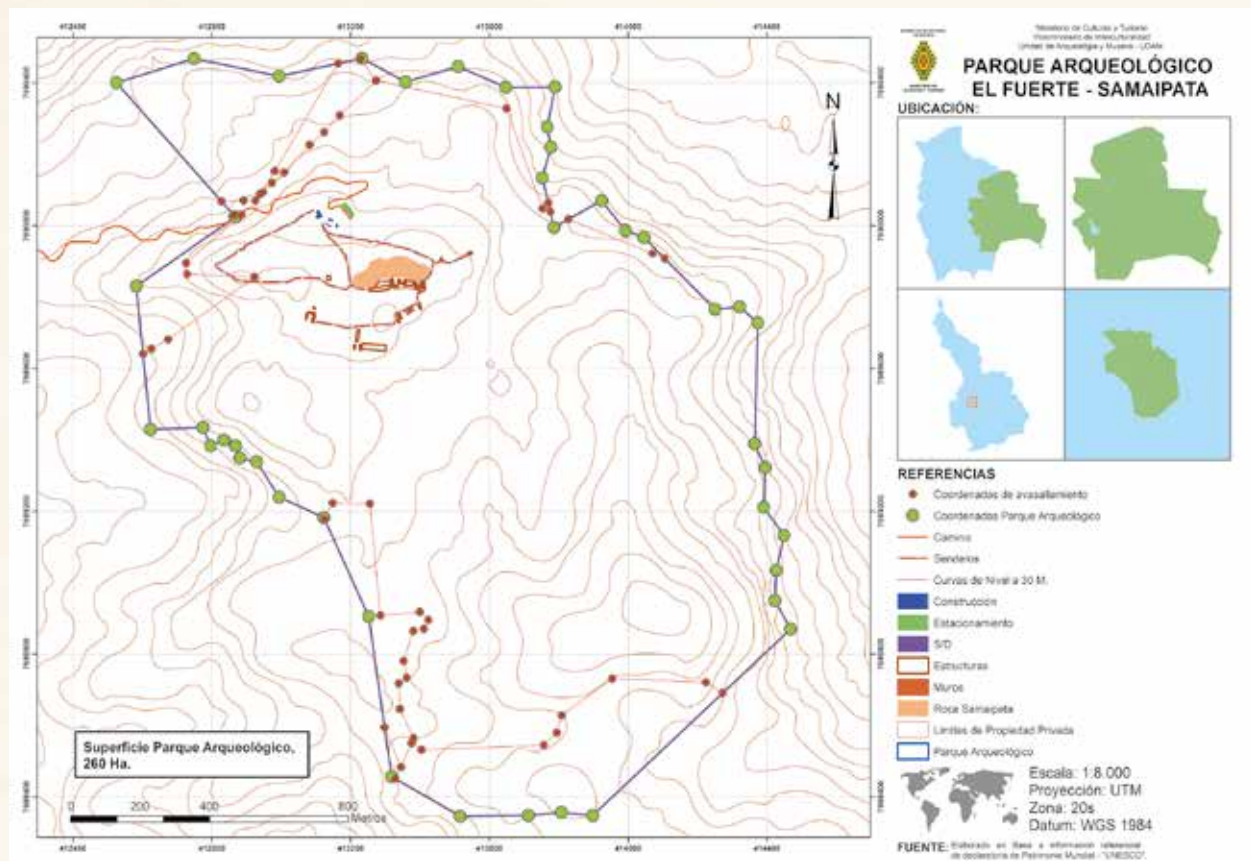 Ministerio de Culturas y Turismo
Viceministerio de Interculturalidad
Unidad de Arqueología y Museos - UDAM
PARQUE ARQUEOLÓGICO
EL FUERTE - SAMAIPATA
UBICACIÓN:
N
REFERENCIAS
Coordenadas de avasallamiento
Coordenadas Parque Arqueológico
Camino
Senderos
Curvas de Nivel a 30 M.
Construcción
Estacionamiento
S/D
Estructuras
Muros
Roca Samaipata
Limites de Propiedad Privada
Parque Arqueológico
Superficie Parque Arqueológico,
260 Ha.
0 200 400 800
Metros
Escala: 1:8.000
Proyección: UTM
Zona: 20s
Datum: WGS 1984
FUENTE: Elaborado en Base a información referencial
de declaratoria de Patrimonio Mundial - "UNESCO".